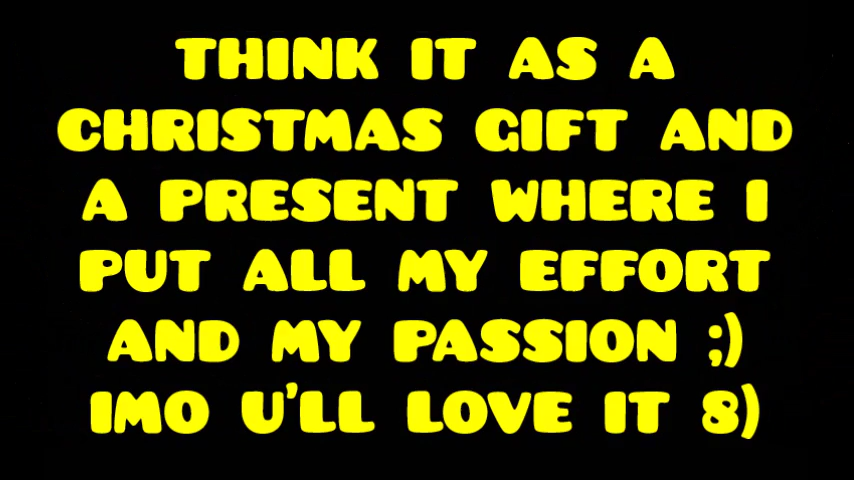 THINK IT AS A
CHRISTMAS GIFT AND
A PRESENT WHERE I
PUT ALL MY EFFORT
AND MY PASSION ;)
IMO U'LL LOVE IT 8)